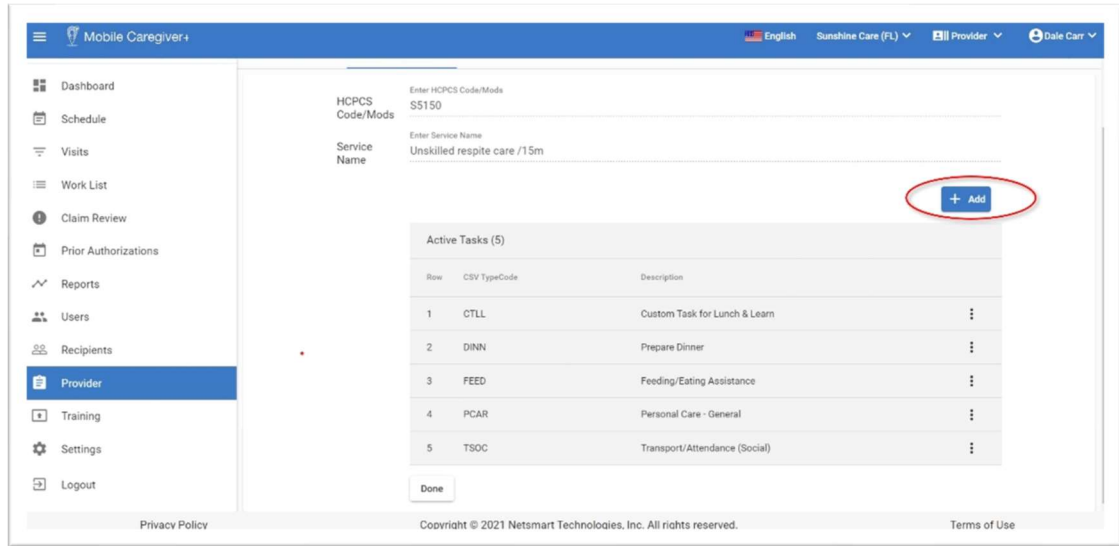 Mobile Caregiver+
English Sunshine Care (FL) Provider Dale Carr
Dashboard
Schedule
Visits
Work List
Claim Review
Prior Authorizations
Reports
Users
Recipients
Provider
Training
Settings
Logout
HCPCS
Code/Mods
Enter HCPCS Code/Mods
S5150
Service
Name
Enter Service Name
Unskilled respite care /15m
+ Add
Active Tasks (5)
Row CSV TypeCode Description
1 CTLL Custom Task for Lunch & Learn
2 DINN Prepare Dinner
3 FEED Feeding/Eating Assistance
4 PCAR Personal Care - General
5 TSOC Transport/Attendance (Social)
Done
Privacy Policy Copyright © 2021 Netsmart Technologies, Inc. All rights reserved. Terms of Use